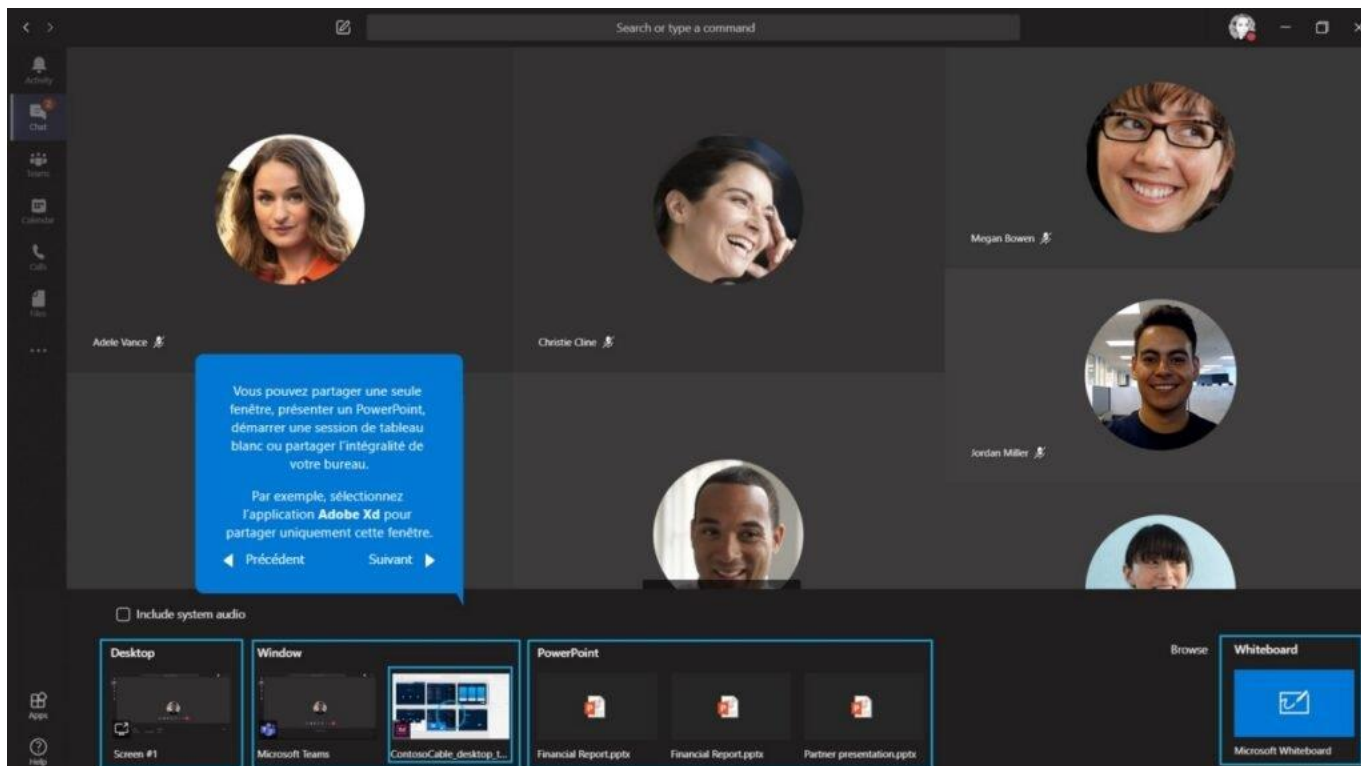 Search or type a command
Activity
2
Chat
Teams
Calendar
Calls
Files
Adele Vance
Christie Cline
Megan Bowen
Jordan Miller
Vous pouvez partager une seule
fenêtre, présenter un PowerPoint,
démarrer une session de tableau
blanc ou partager l'intégralité de
votre bureau.
Par exemple, sélectionnez
l'application Adobe Xd pour
partager uniquement cette fenêtre.
Précédent Suivant
Include system audio
Desktop
Window
PowerPoint
Browse
Whiteboard
Screen #1
Microsoft Teams
ContosoCable_desktop_t...
Financial Report.pptx
Financial Report.pptx
Partner presentation.pptx
Microsoft Whiteboard
Apps
Help